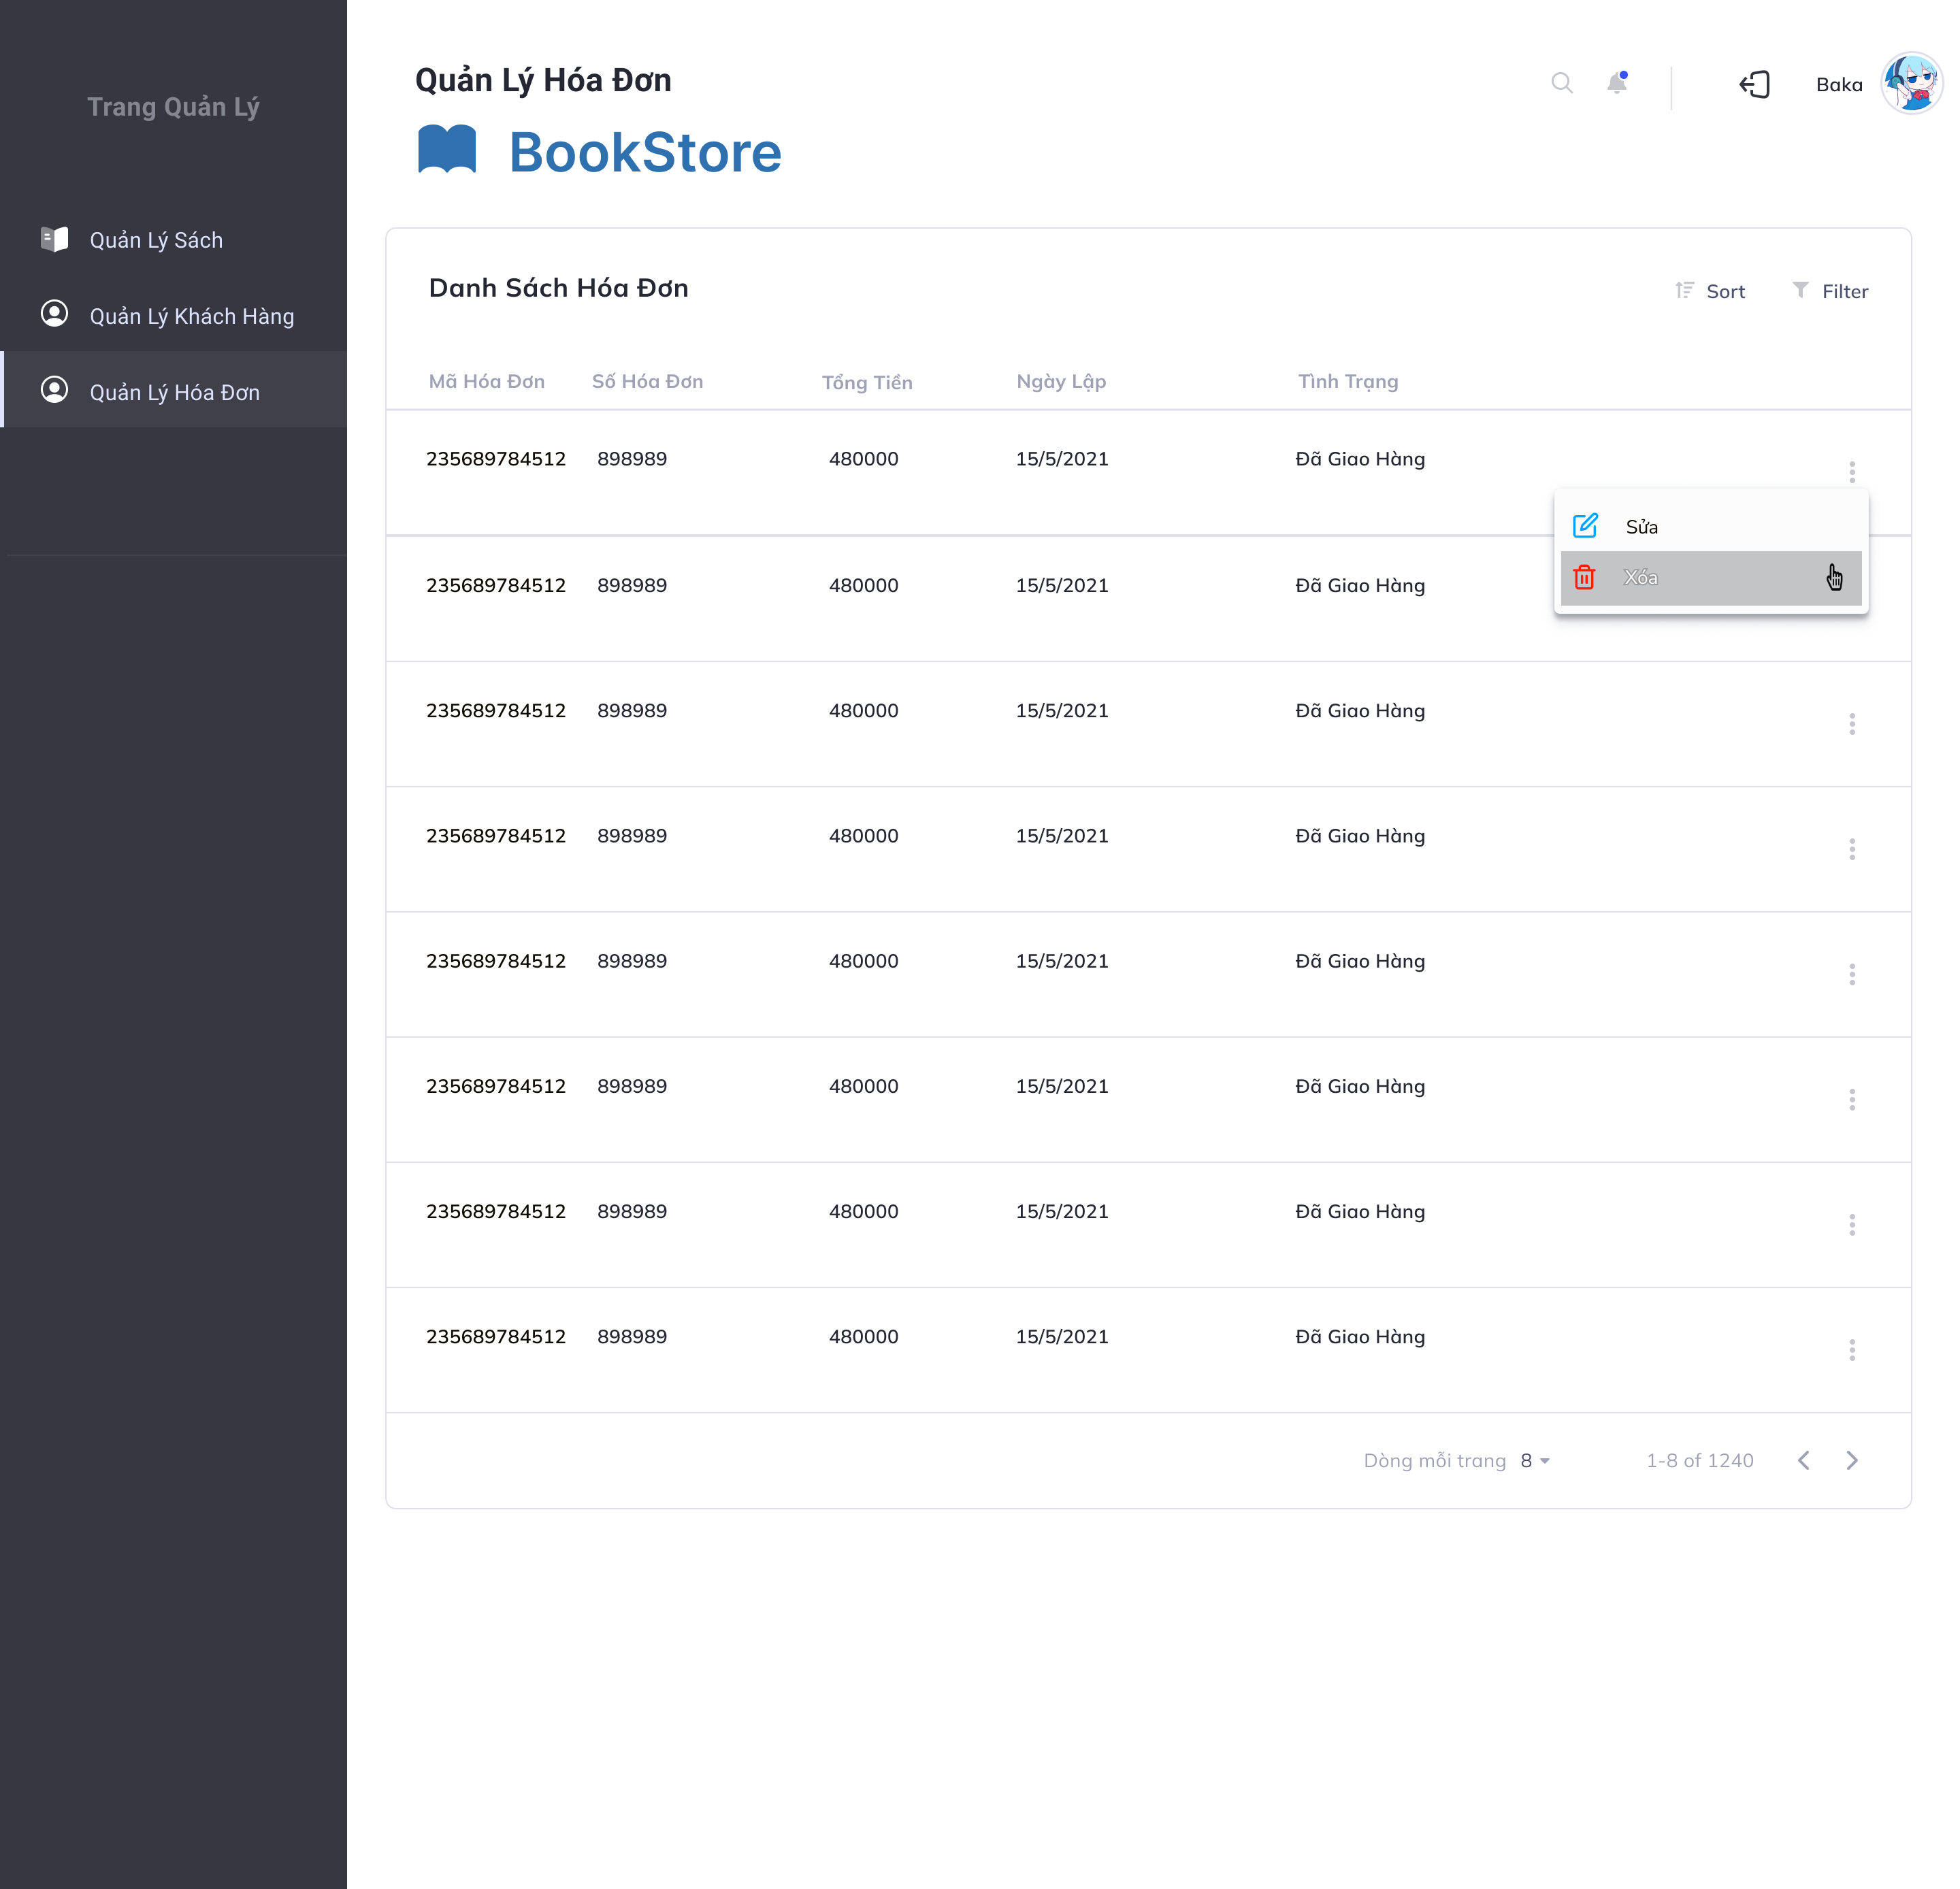 Trang Quản Lý
Quản Lý Sách
Quản Lý Khách Hàng
Quản Lý Hóa Đơn
Quản Lý Hóa Đơn
Baka
BookStore
Danh Sách Hóa Đơn
Sort Filter
Mã Hóa Đơn Số Hóa Đơn Tổng Tiền Ngày Lập Tình Trạng
235689784512 898989 480000 15/5/2021 Đã Giao Hàng
Sửa
Xóa
235689784512 898989 480000 15/5/2021 Đã Giao Hàng
235689784512 898989 480000 15/5/2021 Đã Giao Hàng
235689784512 898989 480000 15/5/2021 Đã Giao Hàng
235689784512 898989 480000 15/5/2021 Đã Giao Hàng
235689784512 898989 480000 15/5/2021 Đã Giao Hàng
235689784512 898989 480000 15/5/2021 Đã Giao Hàng
235689784512 898989 480000 15/5/2021 Đã Giao Hàng
Dòng mỗi trang 8 1-8 of 1240